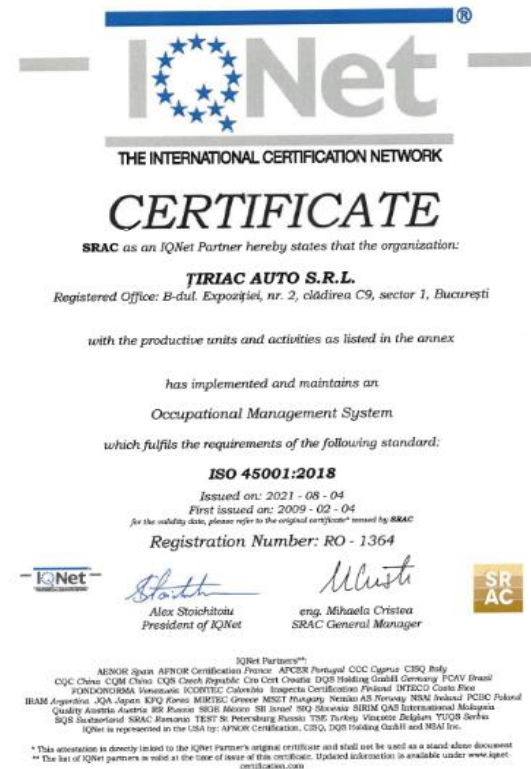 IQNet ®
THE INTERNATIONAL CERTIFICATION NETWORK
CERTIFICATE
SRAC as an IQNet Partner hereby states that the organization:
ȚIRIAC AUTO S.R.L.
Registered Office: B-dul. Expoziției, nr. 2, clădirea C9, sector 1, București
with the productive units and activities as listed in the annex
has implemented and maintains an
Occupational Management System
which fulfils the requirements of the following standard:
ISO 45001:2018
Issued on: 2021 - 08 - 04
First issued on: 2009 - 02 - 04
for the validity date, please refer to the original certificate* issued by SRAC
Registration Number: RO - 1364
IQNet
SR
AC
Alex Stoichitoiu
President of IQNet
eng. Mihaela Cristea
SRAC General Manager
IQNet Partners**:
AENOR Spain AFNOR Certification France APCER Portugal CCC Cyprus CISQ Italy
CQC China CQM China CQS Czech Republic Cro Cert Croatia DQS Holding GmbH Germany FCAV Brazil
FONDONORMA Venezuela ICONTEC Colombia Inspecta Certification Finland INTECO Costa Rica
IRAM Argentina JQA Japan KFQ Korea MIRTEC Greece MSZT Hungary Nemko AS Norway NSAI Ireland PCBC Poland
Quality Austria Austria RR Russia SIGE México SII Israel SIQ Slovenia SIRIM QAS International Malaysia
SQS Switzerland SRAC Romania TEST St Petersburg Russia TSE Turkey Vinçotte Belgium YUQS Serbia
IQNet is represented in the USA by: AFNOR Certification, CISQ, DQS Holding GmbH and NSAI Inc.
* This attestation is directly linked to the IQNet Partner's original certificate and shall not be used as a stand alone document
** The list of IQNet partners is valid at the time of issue of this certificate. Updated information is available under www.iqnet-
certification.com